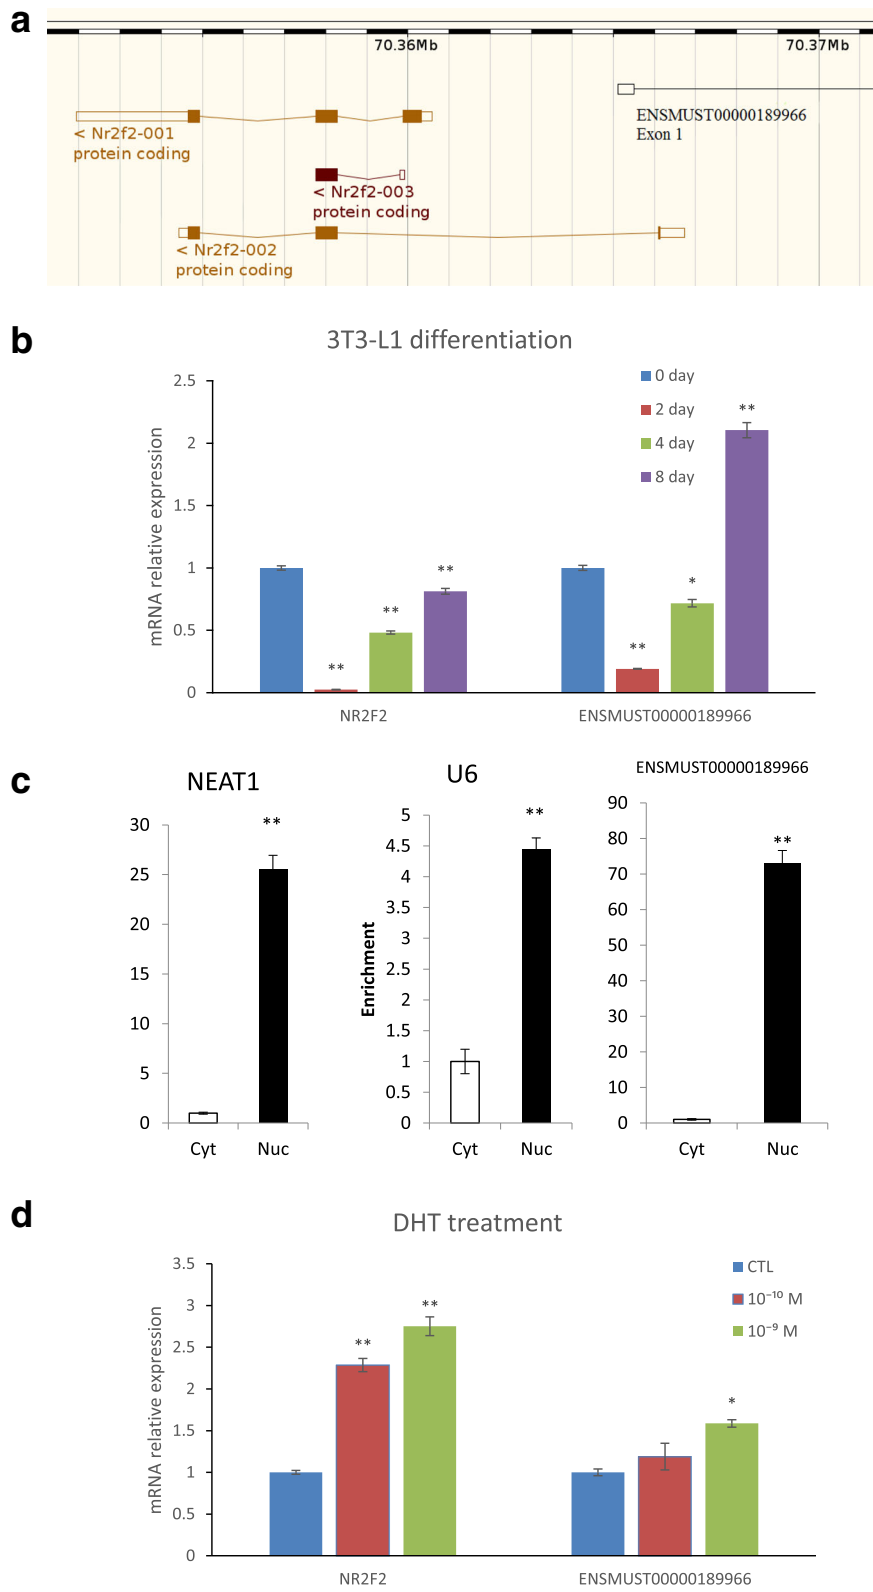 a
70.36Mb
70.37Mb
ENSMUST00000189966
Exon 1
< Nr2f2-001
protein coding
< Nr2f2-003
protein coding
< Nr2f2-002
protein coding
b
3T3-L1 differentiation
mRNA relative expression
2.5
2
1.5
1
0.5
0
0 day
2 day
4 day
8 day
**
**
**
**
*
**
NR2F2
ENSMUST00000189966
c
NEAT1
30
25
20
15
10
5
0
**
Cyt
Nuc
U6
Enrichment
5
4.5
4
3.5
3
2.5
2
1.5
1
0.5
0
**
Cyt
Nuc
ENSMUST00000189966
90
80
70
60
50
40
30
20
10
0
**
Cyt
Nuc
d
DHT treatment
mRNA relative expression
3.5
3
2.5
2
1.5
1
0.5
0
CTL
10⁻¹⁰ M
10⁻⁹ M
**
**
*
NR2F2
ENSMUST00000189966